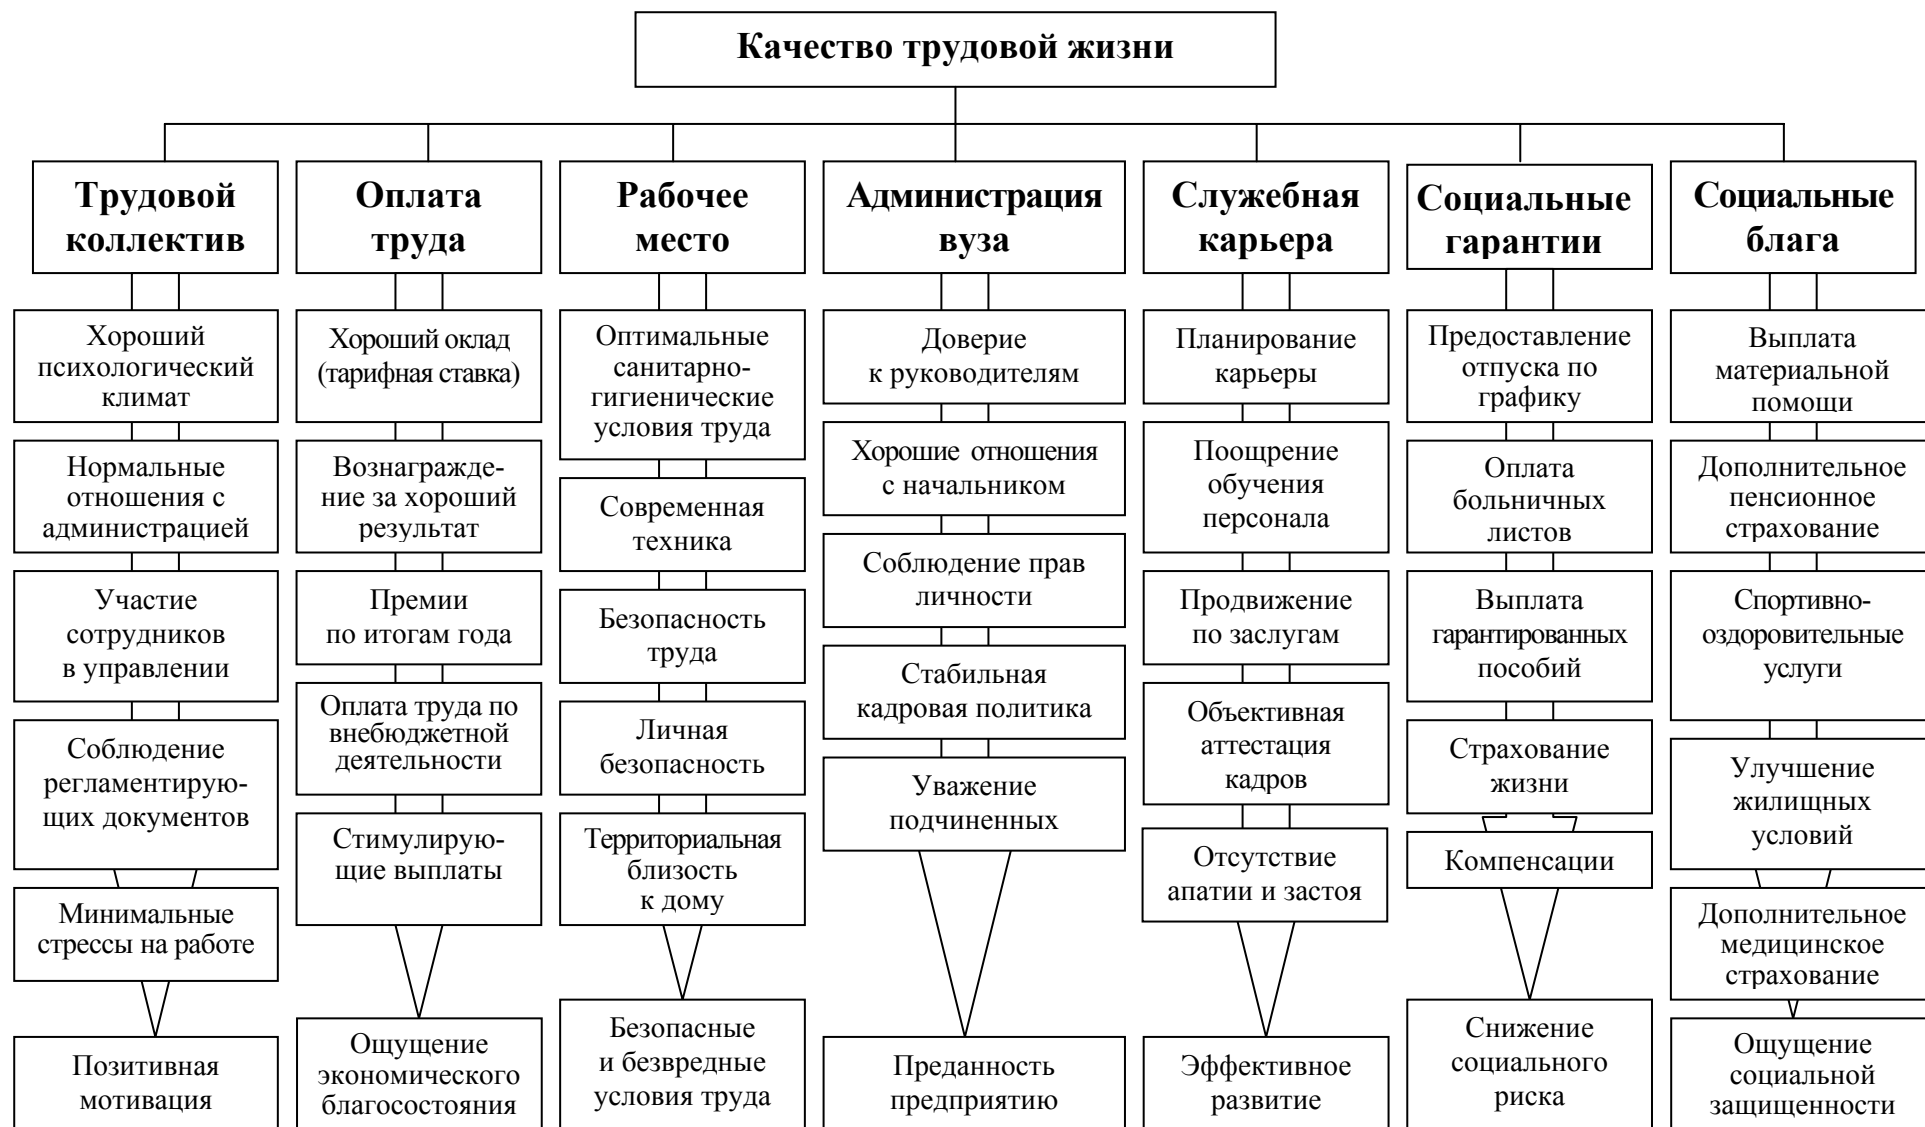 Качество трудовой жизни
Трудовой
коллектив
Хороший
психологический
климат
Нормальные
отношения с
администрацией
Участие
сотрудников
в управлении
Соблюдение
регламентирую-
щих документов
Минимальные
стрессы на работе
Позитивная
мотивация
Оплата
труда
Хороший оклад
(тарифная ставка)
Вознагражде-
ние за хороший
результат
Премии
по итогам года
Оплата труда по
внебюджетной
деятельности
Стимулирую-
щие выплаты
Ощущение
экономического
благосостояния
Рабочее
место
Оптимальные
санитарно-
гигиенические
условия труда
Современная
техника
Безопасность
труда
Личная
безопасность
Территориальная
близость
к дому
Безопасные
и безвредные
условия труда
Администрация
вуза
Доверие
к руководителям
Хорошие отношения
с начальником
Соблюдение прав
личности
Стабильная
кадровая политика
Уважение
подчиненных
Преданность
предприятию
Служебная
карьера
Планирование
карьеры
Поощрение
обучения
персонала
Продвижение
по заслугам
Объективная
аттестация
кадров
Отсутствие
апатии и застоя
Эффективное
развитие
Социальные
гарантии
Предоставление
отпуска по
графику
Оплата
больничных
листов
Выплата
гарантированных
пособий
Страхование
жизни
Компенсации
Снижение
социального
риска
Социальные
блага
Выплата
материальной
помощи
Дополнительное
пенсионное
страхование
Спортивно-
оздоровительные
услуги
Улучшение
жилищных
условий
Дополнительное
медицинское
страхование
Ощущение
социальной
защищенности